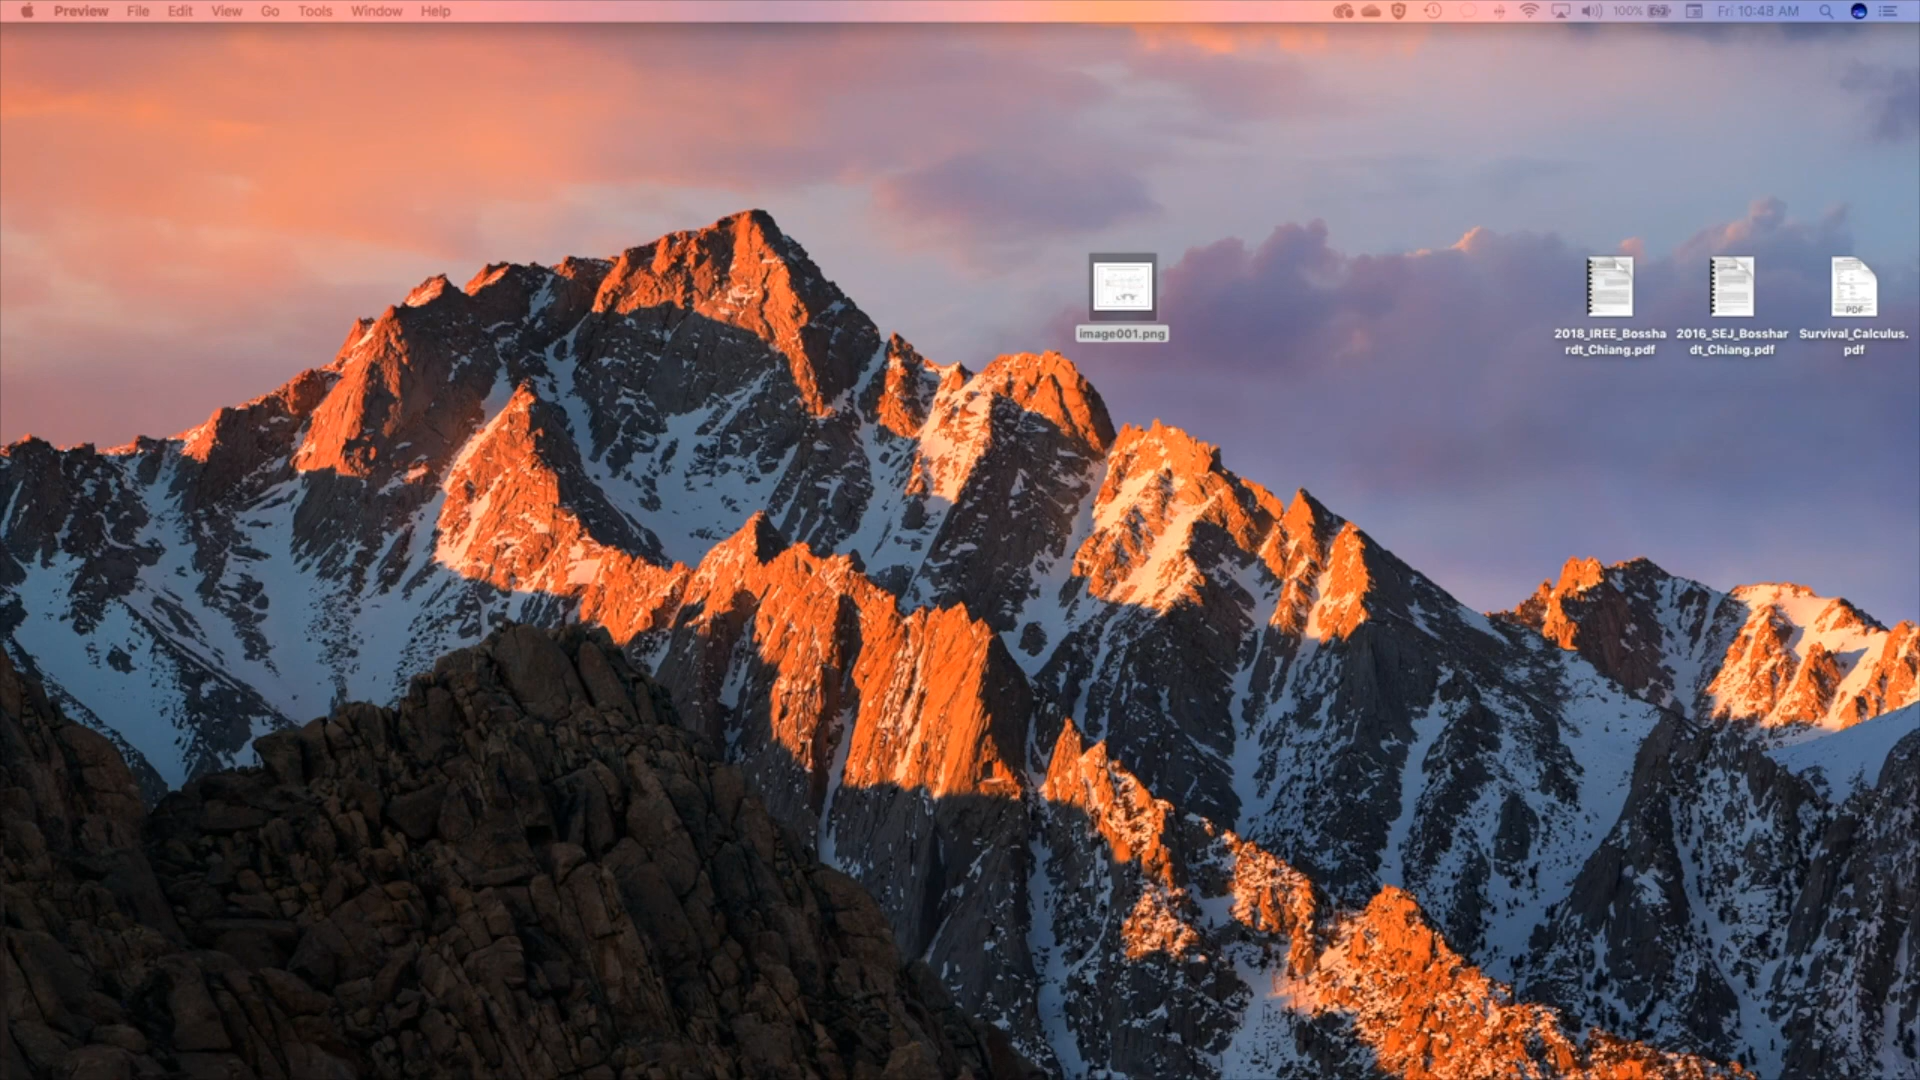 Preview File Edit View Go Tools Window Help
100% Fri 10:48 AM
image001.png
2018_IREE_Bossha
rdt_Chiang.pdf
2016_SEJ_Bosshar
dt_Chiang.pdf
PDF
Survival_Calculus.
pdf